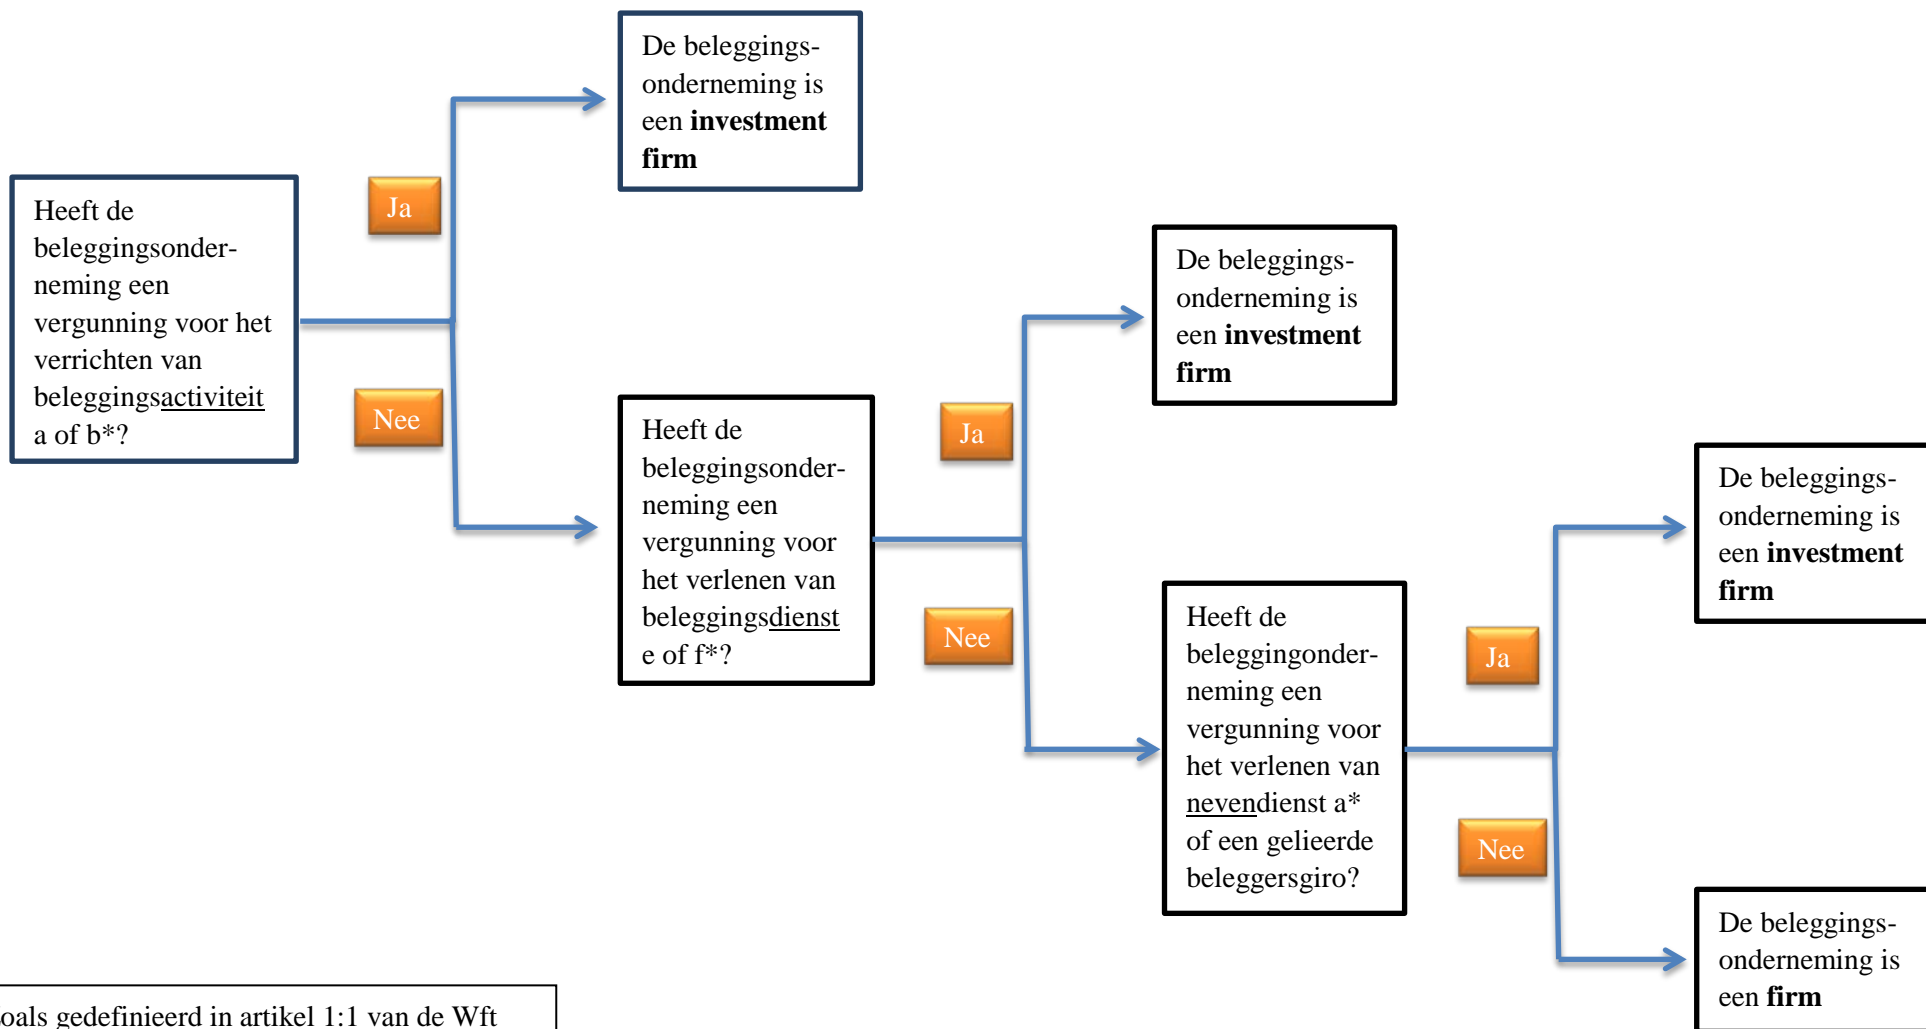 De beleggings-
onderneming is
een investment
firm
Heeft de
beleggingsonder-
neming een
vergunning voor het
verrichten van
beleggingsactiviteit
a of b*?
Ja
Nee
De beleggings-
onderneming is
een investment
firm
Heeft de
beleggingsonder-
neming een
vergunning voor
het verlenen van
beleggingsdienst
e of f*?
Ja
Nee
De beleggings-
onderneming is
een investment
firm
Heeft de
beleggingonder-
neming een
vergunning voor
het verlenen van
nevendienst a*
of een gelieerde
beleggersgiro?
Ja
Nee
De beleggings-
onderneming is
een firm
oals gedefinieerd in artikel 1:1 van de Wft